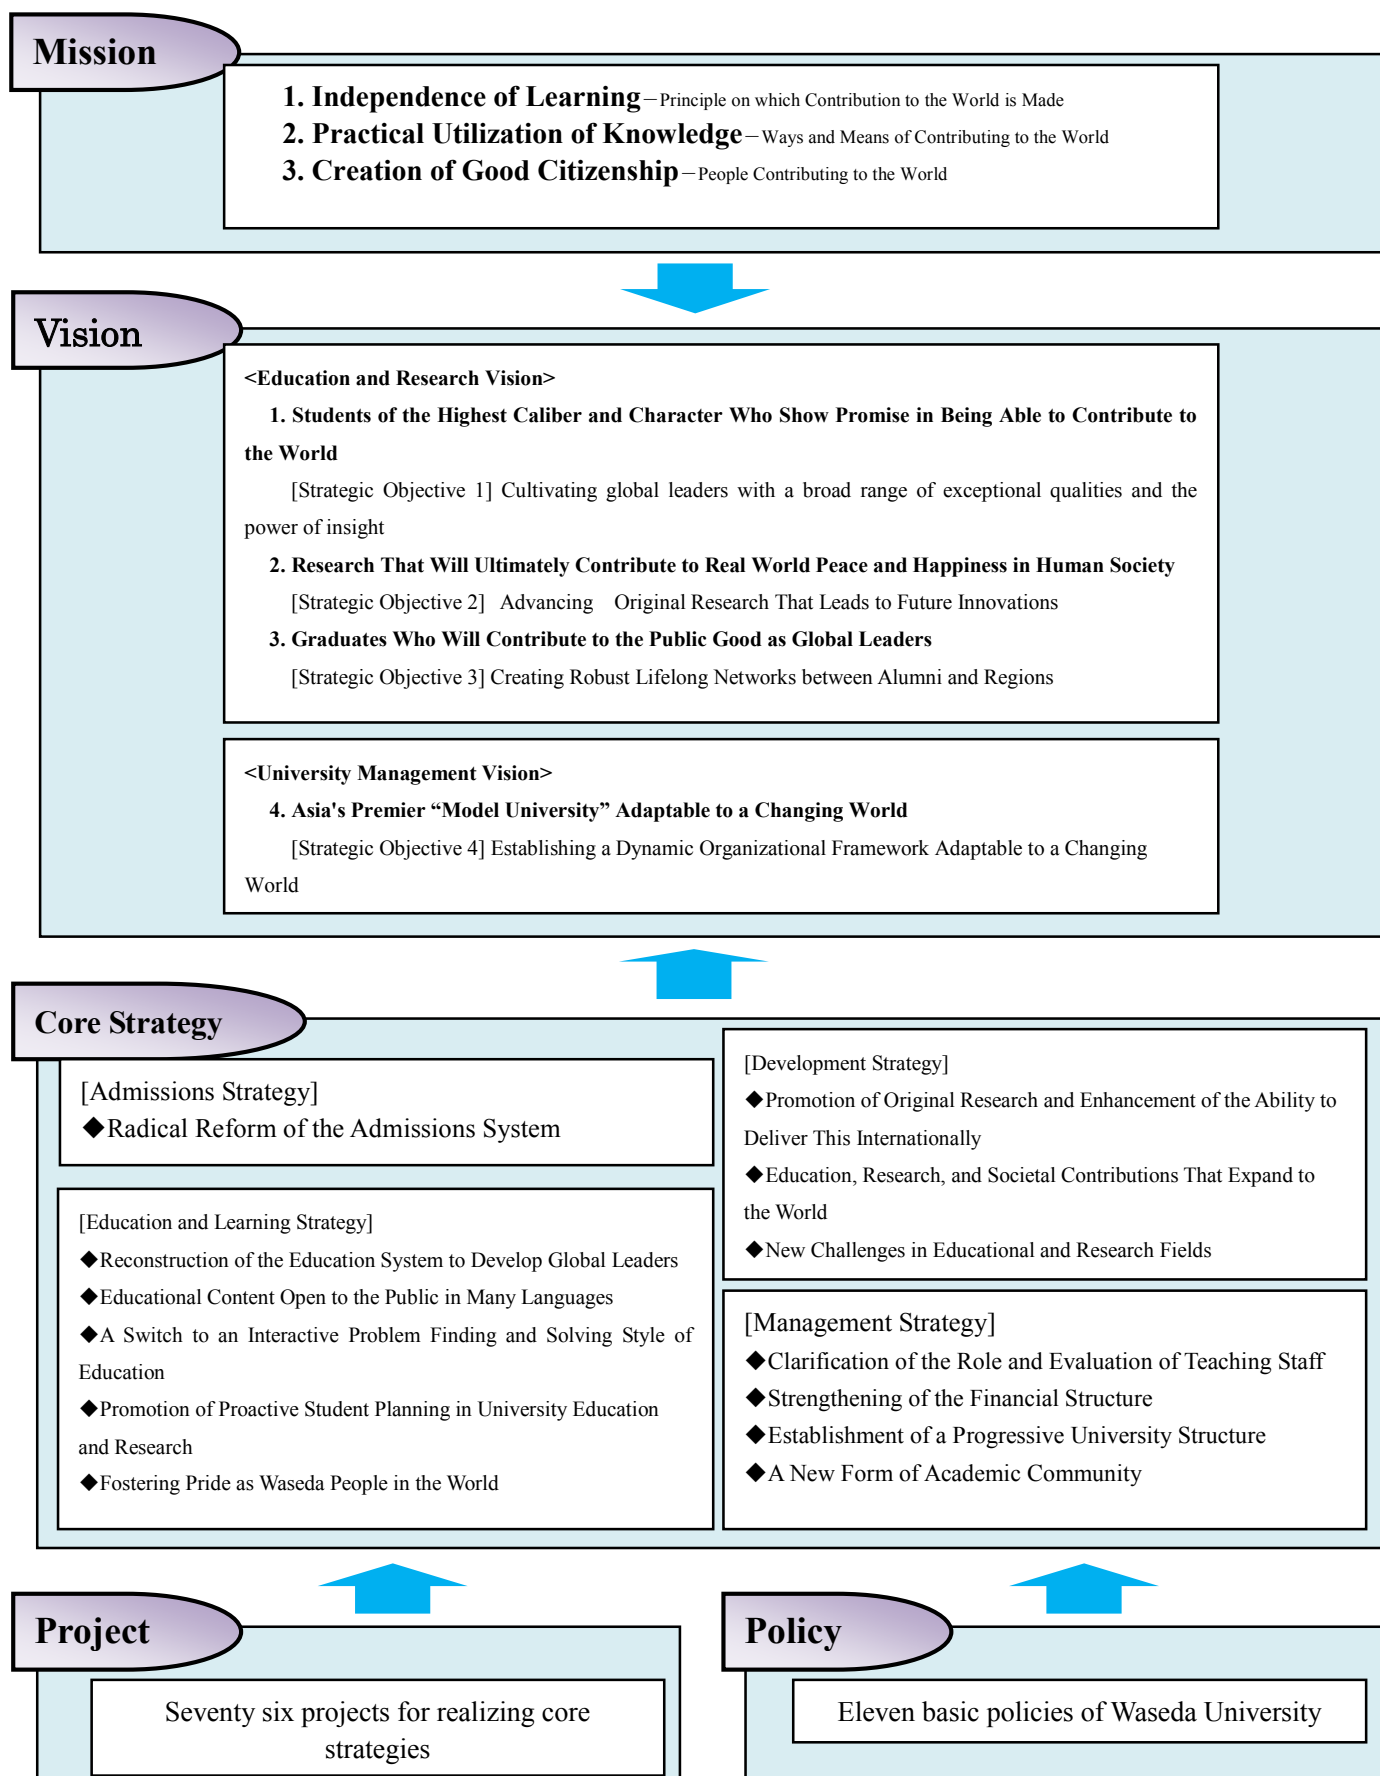 Mission
1. Independence of Learning－Principle on which Contribution to the World is Made
2. Practical Utilization of Knowledge－Ways and Means of Contributing to the World
3. Creation of Good Citizenship－People Contributing to the World
Vision
<Education and Research Vision>
1. Students of the Highest Caliber and Character Who Show Promise in Being Able to Contribute to
the World
[Strategic Objective 1] Cultivating global leaders with a broad range of exceptional qualities and the
power of insight
2. Research That Will Ultimately Contribute to Real World Peace and Happiness in Human Society
[Strategic Objective 2] Advancing Original Research That Leads to Future Innovations
3. Graduates Who Will Contribute to the Public Good as Global Leaders
[Strategic Objective 3] Creating Robust Lifelong Networks between Alumni and Regions
<University Management Vision>
4. Asia's Premier “Model University” Adaptable to a Changing World
[Strategic Objective 4] Establishing a Dynamic Organizational Framework Adaptable to a Changing
World
Core Strategy
[Admissions Strategy]
◆Radical Reform of the Admissions System
[Education and Learning Strategy]
◆Reconstruction of the Education System to Develop Global Leaders
◆Educational Content Open to the Public in Many Languages
◆A Switch to an Interactive Problem Finding and Solving Style of
Education
◆Promotion of Proactive Student Planning in University Education
and Research
◆Fostering Pride as Waseda People in the World
[Development Strategy]
◆Promotion of Original Research and Enhancement of the Ability to
Deliver This Internationally
◆Education, Research, and Societal Contributions That Expand to
the World
◆New Challenges in Educational and Research Fields
[Management Strategy]
◆Clarification of the Role and Evaluation of Teaching Staff
◆Strengthening of the Financial Structure
◆Establishment of a Progressive University Structure
◆A New Form of Academic Community
Project
Seventy six projects for realizing core
strategies
Policy
Eleven basic policies of Waseda University